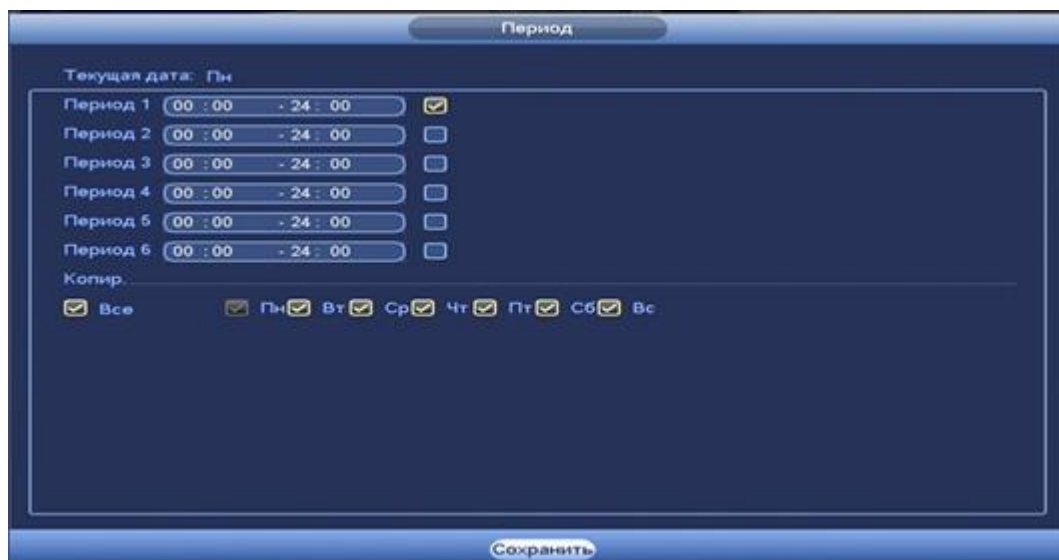 Период
Текущая дата: Пн
Период 1 00 : 00 - 24 : 00
Период 2 00 : 00 - 24 : 00
Период 3 00 : 00 - 24 : 00
Период 4 00 : 00 - 24 : 00
Период 5 00 : 00 - 24 : 00
Период 6 00 : 00 - 24 : 00
Копир.
Все Пн Вт Ср Чт Пт Сб Вс
Сохранить